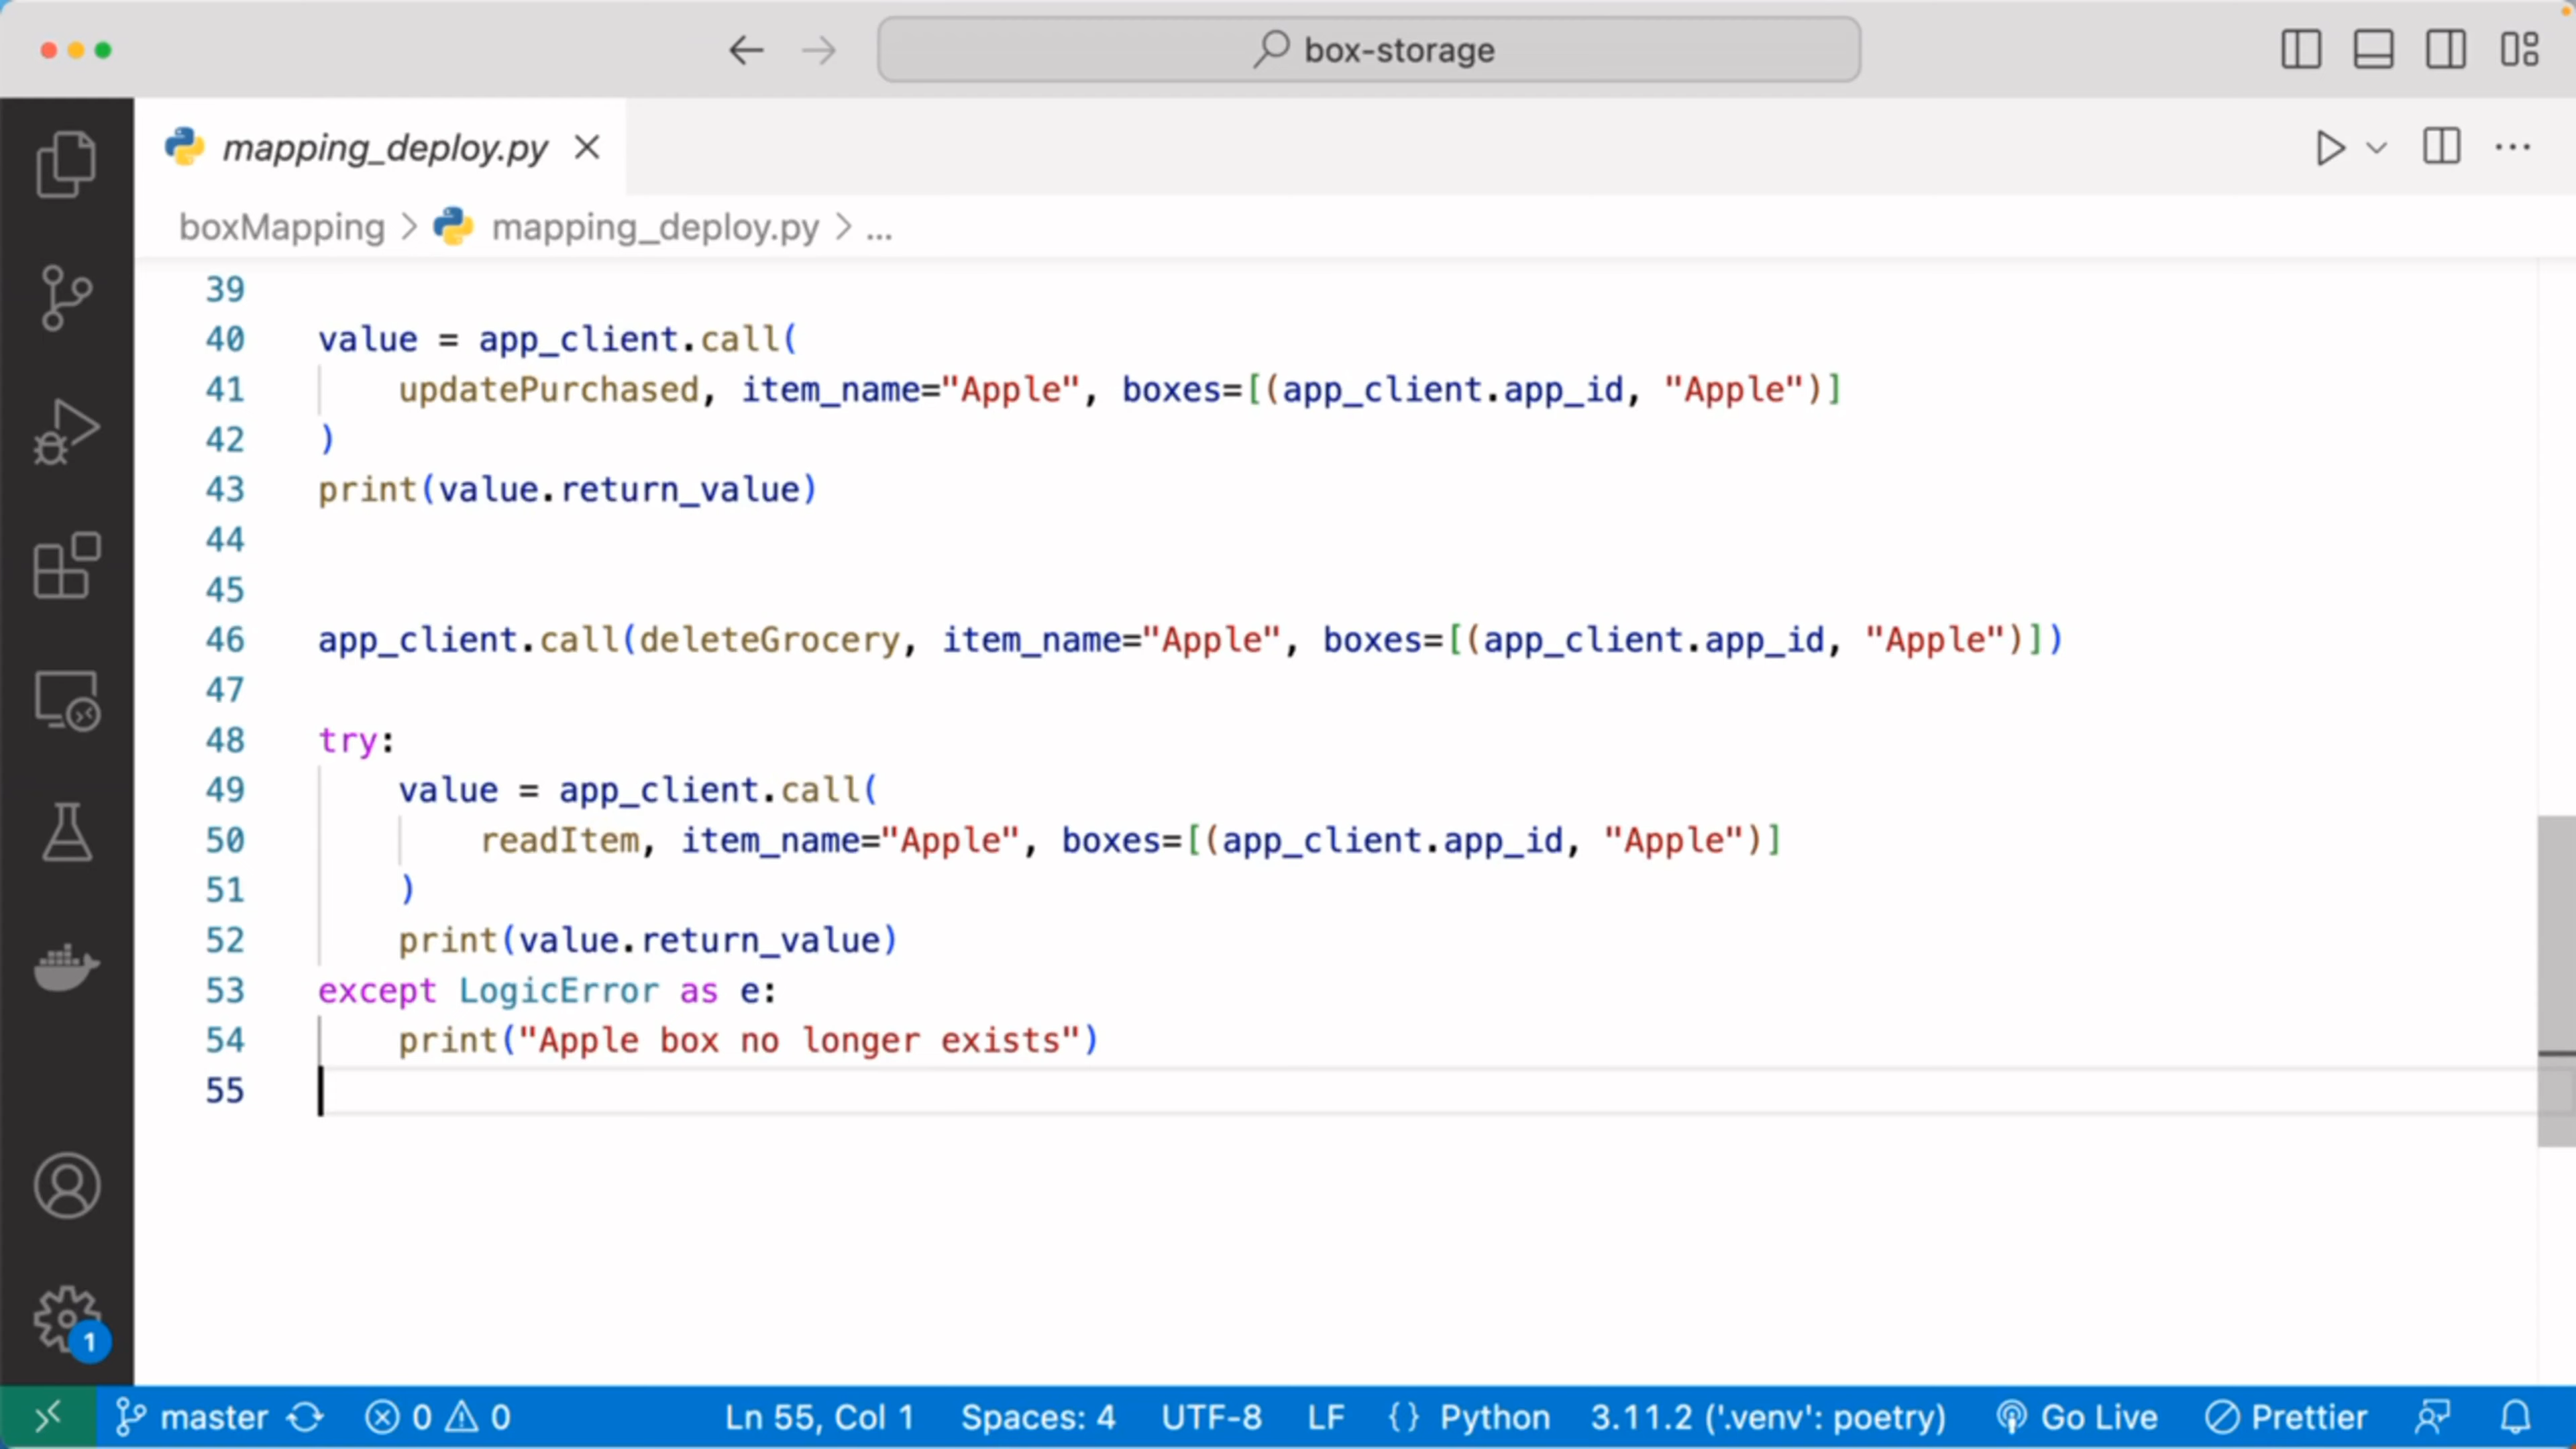 box-storage
mapping_deploy.py
boxMapping > mapping_deploy.py > ...
39
40 value = app_client.call(
41 updatePurchased, item_name="Apple", boxes=[(app_client.app_id, "Apple")]
42 )
43 print(value.return_value)
44
45
46 app_client.call(deleteGrocery, item_name="Apple", boxes=[(app_client.app_id, "Apple")])
47
48 try:
49 value = app_client.call(
50 readItem, item_name="Apple", boxes=[(app_client.app_id, "Apple")]
51 )
52 print(value.return_value)
53 except LogicError as e:
54 print("Apple box no longer exists")
55
1
master 0 0 Ln 55, Col 1 Spaces: 4 UTF-8 LF {} Python 3.11.2 ('.venv': poetry) Go Live Prettier